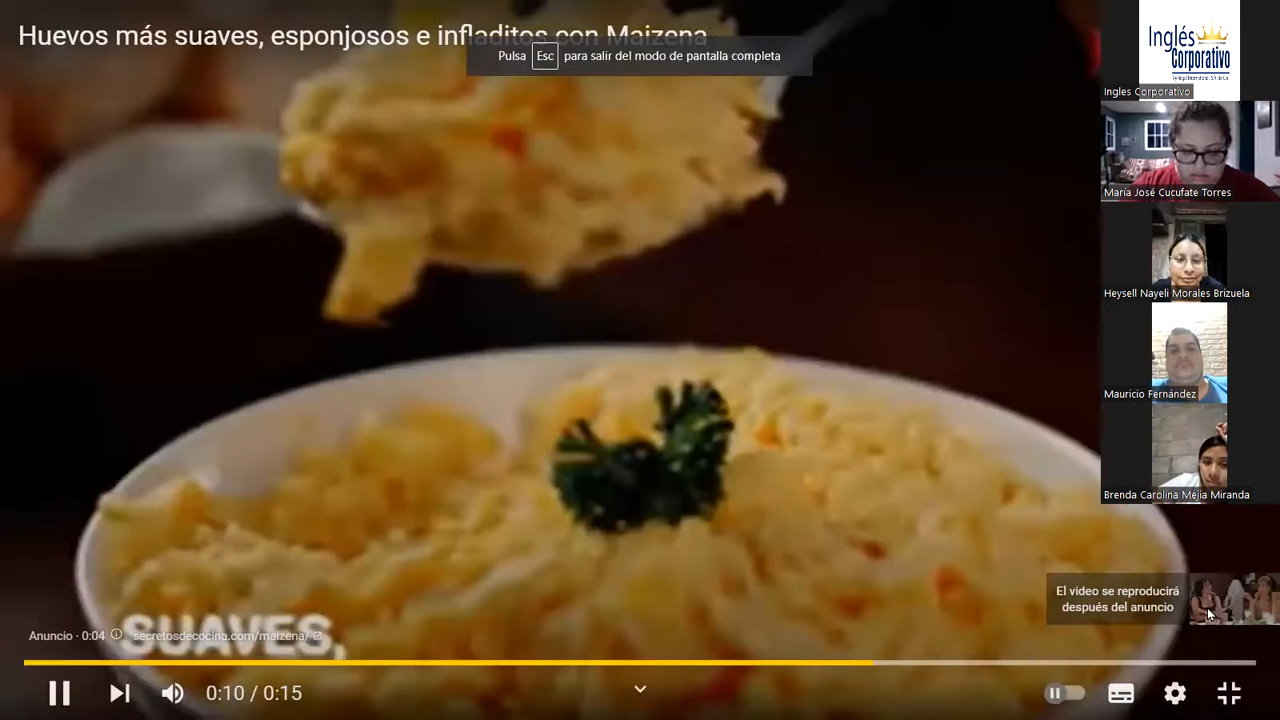 Huevos más suaves, esponjosos e infladitos con Maizena
Pulsa Esc para salir del modo de pantalla completa
Inglés
Corporativo
Ingles Corporativo
María José Cucufate Torres
Heysell Nayeli Morales Brizuela
Mauricio Fernández
Brenda Carolina Mejia Miranda
El video se reproducirá
después del anuncio
SUAVES,
Anuncio · 0:04 secretosdecocina.com/maizena/
0:10 / 0:15